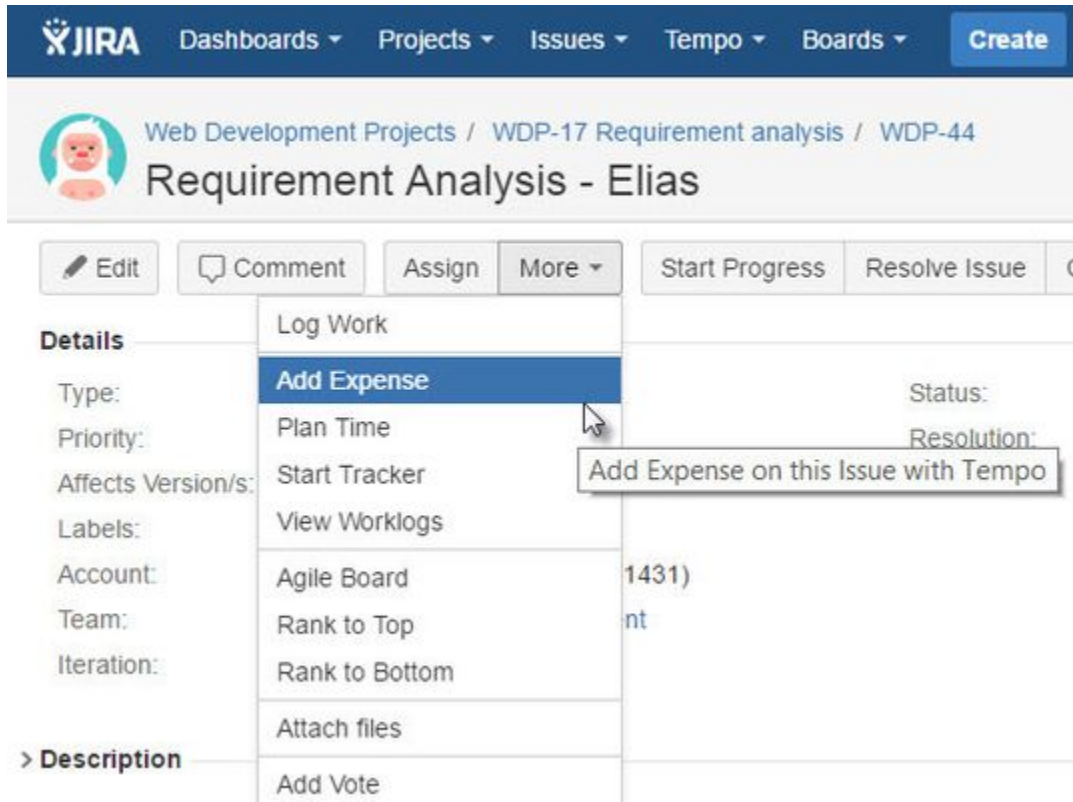 JIRA Dashboards Projects Issues Tempo Boards Create
Web Development Projects / WDP-17 Requirement analysis / WDP-44
Requirement Analysis - Elias
Edit Comment Assign More Start Progress Resolve Issue
Log Work
Details
Add Expense
Type: Status:
Plan Time
Priority: Resolution:
Add Expense on this Issue with Tempo
Start Tracker
Affects Version/s:
View Worklogs
Labels:
Agile Board
Account: 1431)
Rank to Top
Team: nt
Rank to Bottom
Iteration:
Attach files
Description
Add Vote